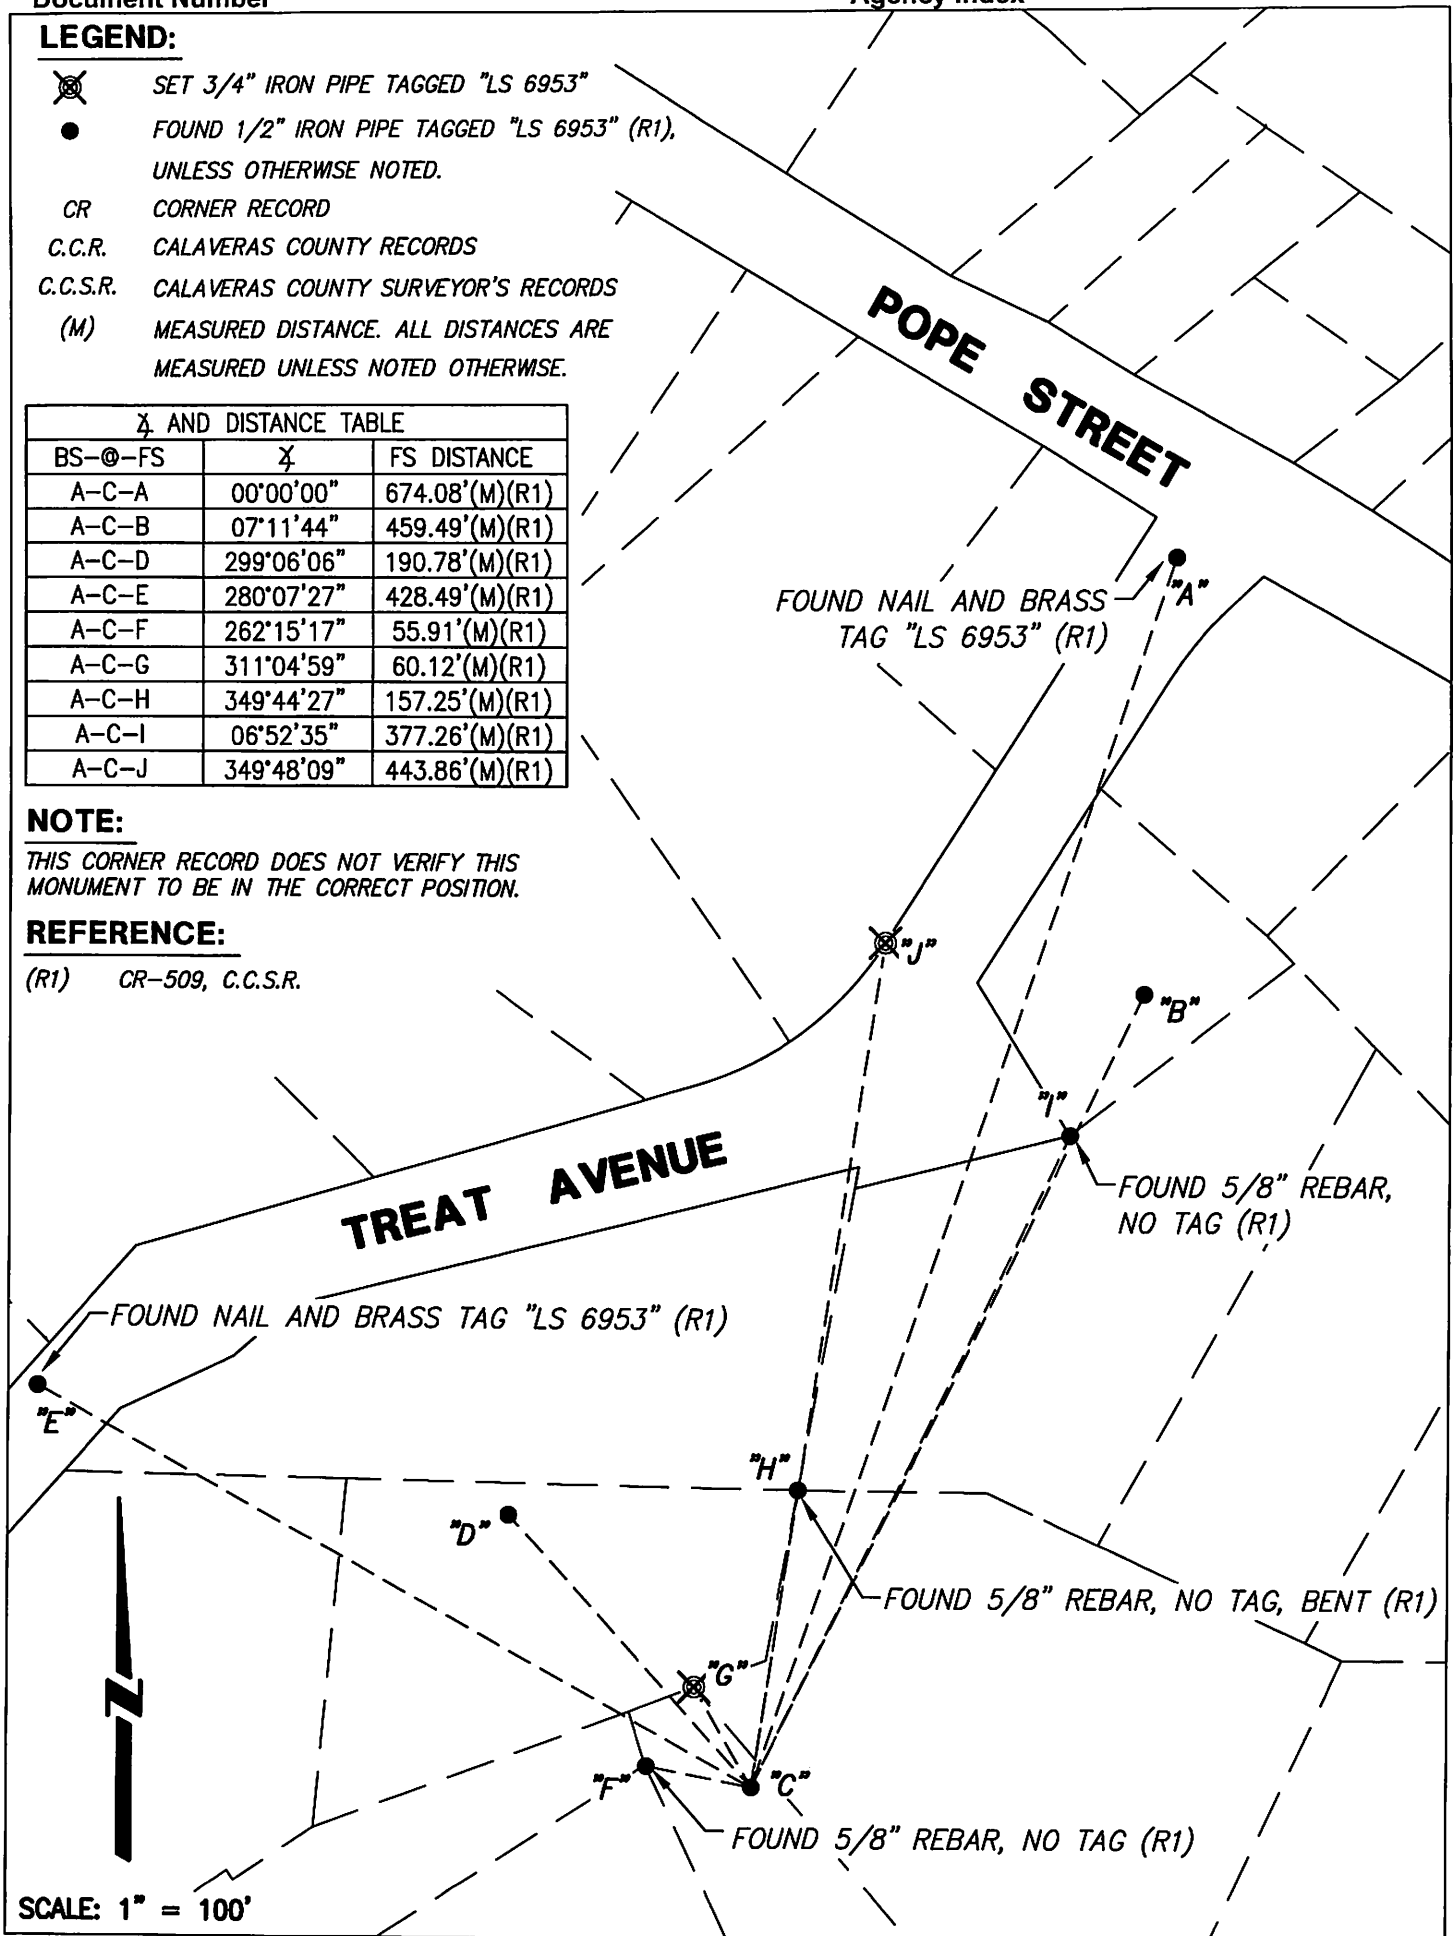 Document Number
Agency Index
LEGEND:
SET 3/4" IRON PIPE TAGGED "LS 6953"
FOUND 1/2" IRON PIPE TAGGED "LS 6953" (R1),
UNLESS OTHERWISE NOTED.
CR CORNER RECORD
C.C.R. CALAVERAS COUNTY RECORDS
C.C.S.R. CALAVERAS COUNTY SURVEYOR'S RECORDS
(M) MEASURED DISTANCE. ALL DISTANCES ARE
MEASURED UNLESS NOTED OTHERWISE.
AND DISTANCE TABLE
BS-@-FS FS DISTANCE
A-C-A 00°00'00" 674.08'(M)(R1)
A-C-B 07°11'44" 459.49'(M)(R1)
A-C-D 299°06'06" 190.78'(M)(R1)
A-C-E 280°07'27" 428.49'(M)(R1)
A-C-F 262°15'17" 55.91'(M)(R1)
A-C-G 311°04'59" 60.12'(M)(R1)
A-C-H 349°44'27" 157.25'(M)(R1)
A-C-I 06°52'35" 377.26'(M)(R1)
A-C-J 349°48'09" 443.86'(M)(R1)
NOTE:
THIS CORNER RECORD DOES NOT VERIFY THIS
MONUMENT TO BE IN THE CORRECT POSITION.
REFERENCE:
(R1) CR-509, C.C.S.R.
POPE STREET
"A"
FOUND NAIL AND BRASS
TAG "LS 6953" (R1)
"J"
"B"
"I"
FOUND 5/8" REBAR,
NO TAG (R1)
TREAT AVENUE
FOUND NAIL AND BRASS TAG "LS 6953" (R1)
"E"
"H"
"D"
FOUND 5/8" REBAR, NO TAG, BENT (R1)
"G"
"F"
"C"
FOUND 5/8" REBAR, NO TAG (R1)
N
SCALE: 1" = 100'